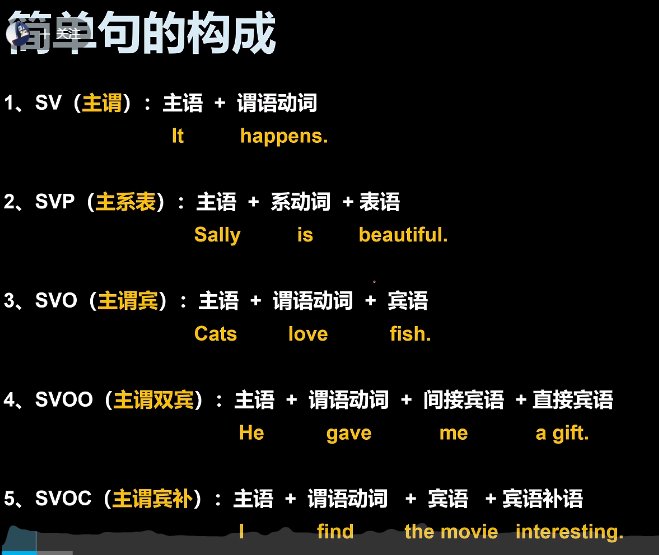 简单句的构成
+ 关注
1、SV（主谓）：主语 + 谓语动词
It happens.
2、SVP（主系表）：主语 + 系动词 + 表语
Sally is beautiful.
3、SVO（主谓宾）：主语 + 谓语动词 + 宾语
Cats love fish.
4、SVOO（主谓双宾）：主语 + 谓语动词 + 间接宾语 + 直接宾语
He gave me a gift.
5、SVOC（主谓宾补）：主语 + 谓语动词 + 宾语 + 宾语补语
I find the movie interesting.